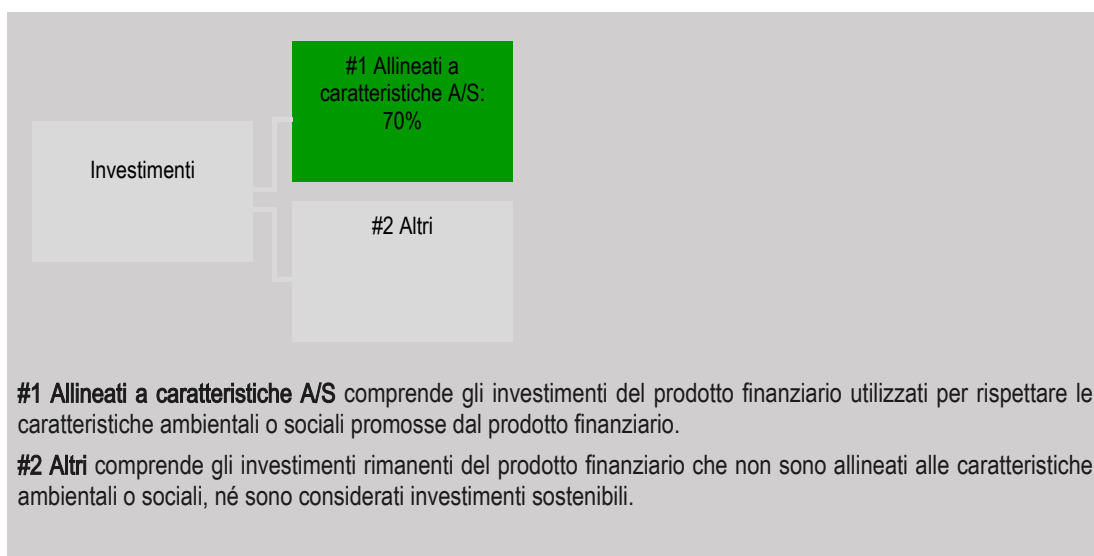 #1 Allineati a
caratteristiche A/S:
70%
Investimenti
#2 Altri
#1 Allineati a caratteristiche A/S comprende gli investimenti del prodotto finanziario utilizzati per rispettare le
caratteristiche ambientali o sociali promosse dal prodotto finanziario.
#2 Altri comprende gli investimenti rimanenti del prodotto finanziario che non sono allineati alle caratteristiche
ambientali o sociali, né sono considerati investimenti sostenibili.